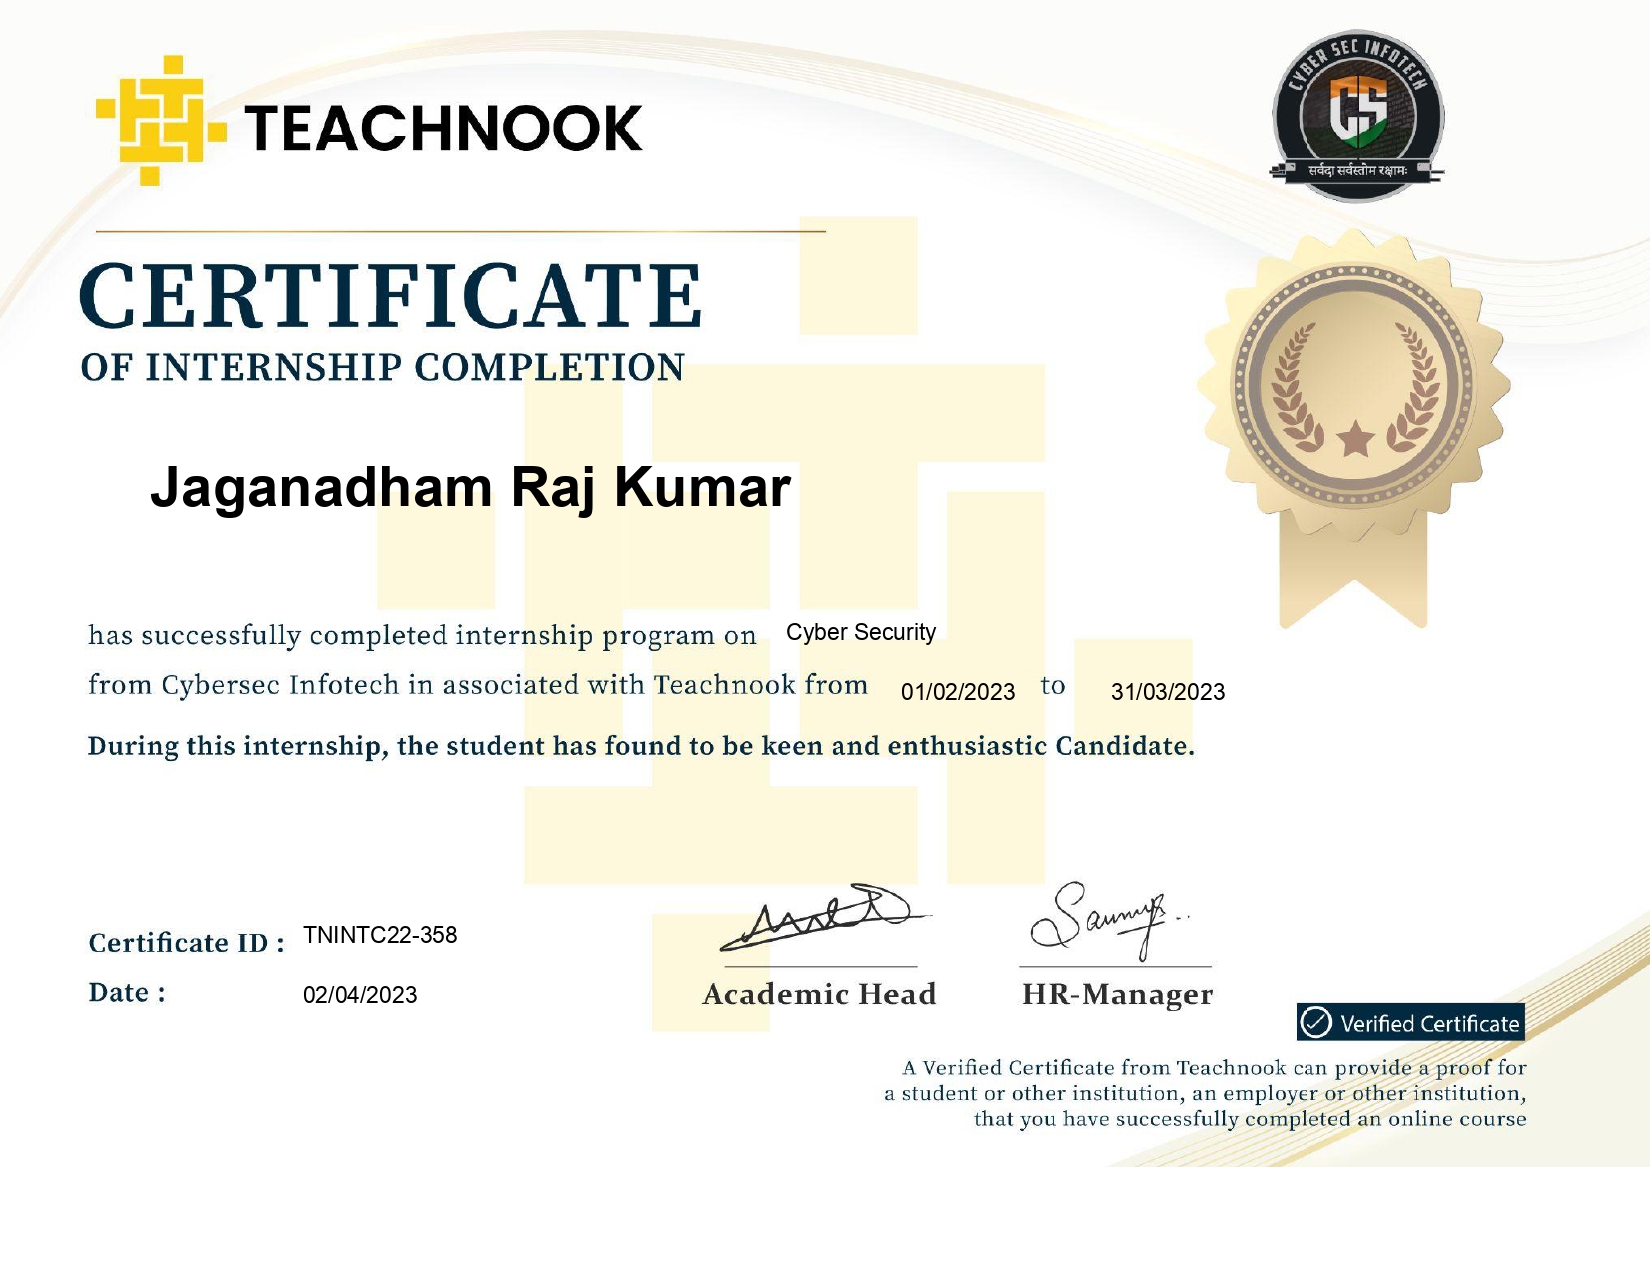 TEACHNOOK
CYBER SEC INFOTECH
CS
सर्वदा सर्वस्तोम रक्षामः
CERTIFICATE
OF INTERNSHIP COMPLETION
Jaganadham Raj Kumar
has successfully completed internship program on Cyber Security
from Cybersec Infotech in associated with Teachnook from 01/02/2023 to 31/03/2023
During this internship, the student has found to be keen and enthusiastic Candidate.
Certificate ID : TNINTC22-358
Date : 02/04/2023
Academic Head
HR-Manager
Verified Certificate
A Verified Certificate from Teachnook can provide a proof for
a student or other institution, an employer or other institution,
that you have successfully completed an online course